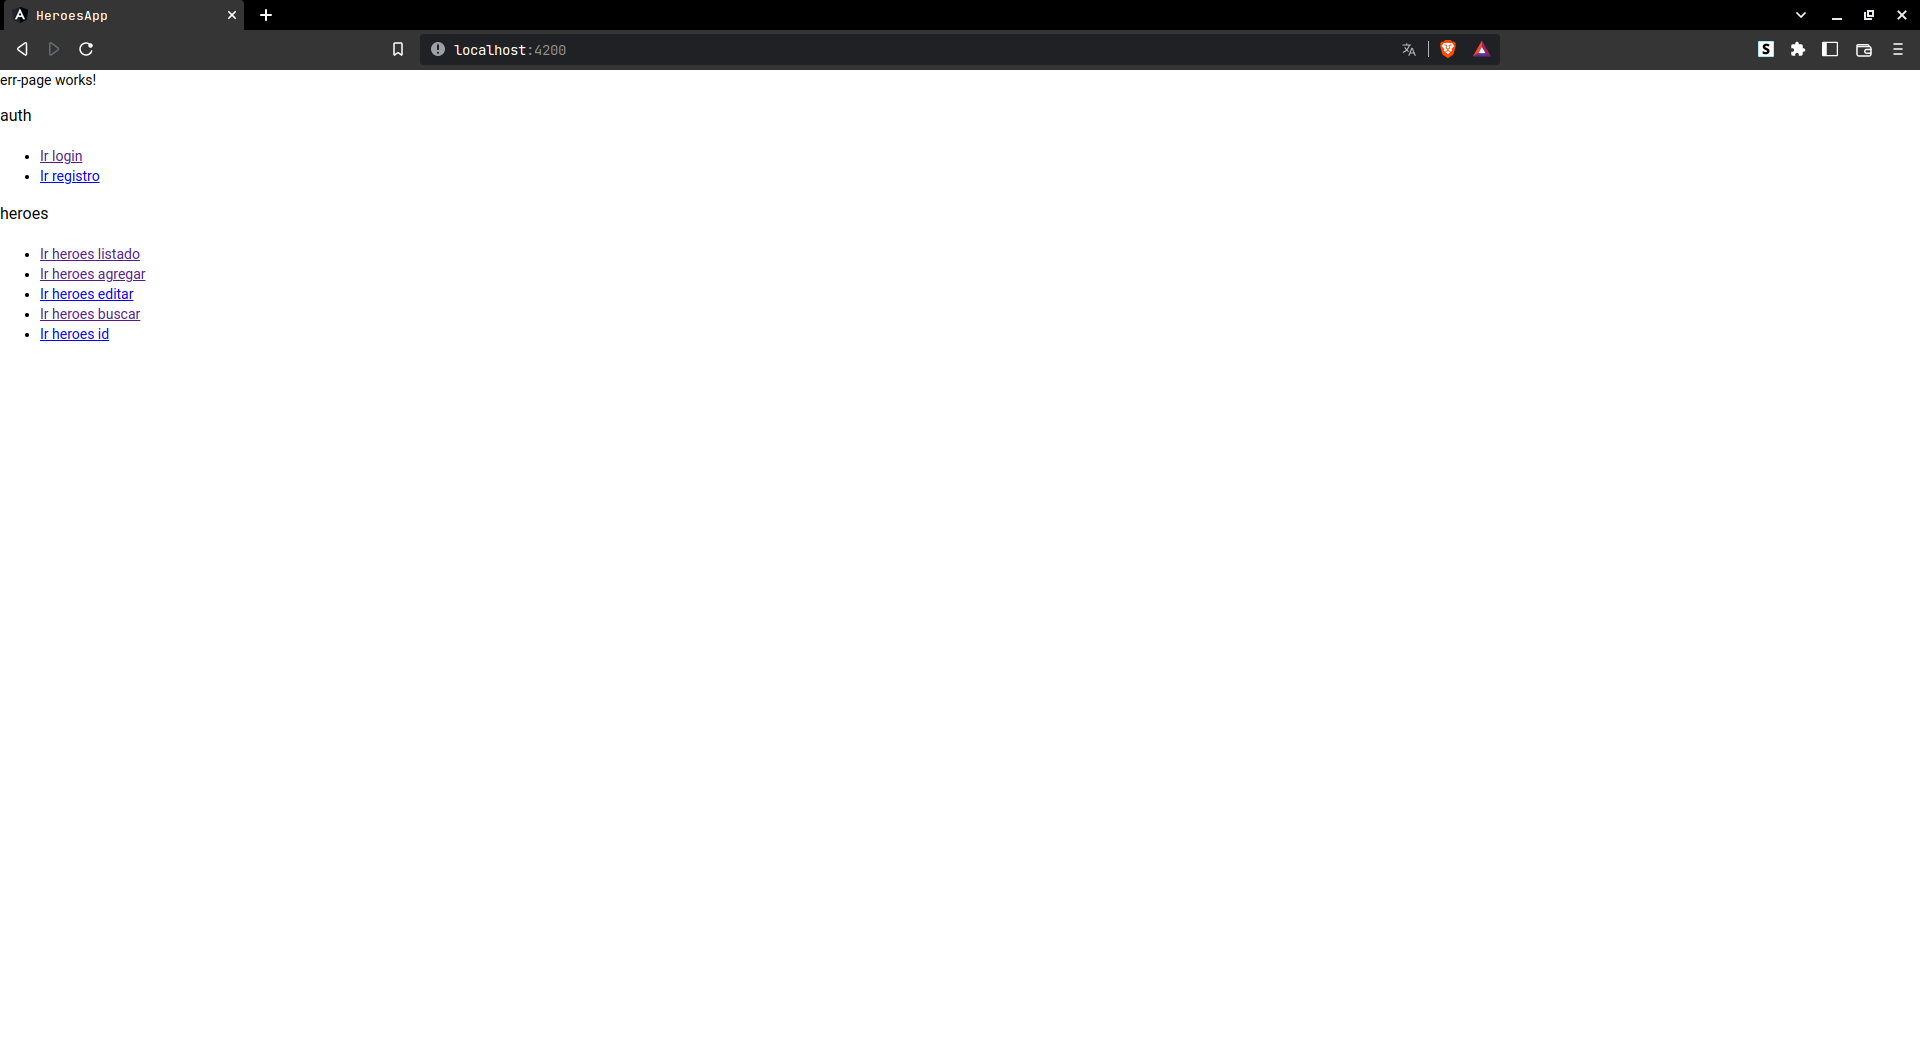 HeroesApp
localhost:4200
err-page works!
auth
Ir login
Ir registro
heroes
Ir heroes listado
Ir heroes agregar
Ir heroes editar
Ir heroes buscar
Ir heroes id